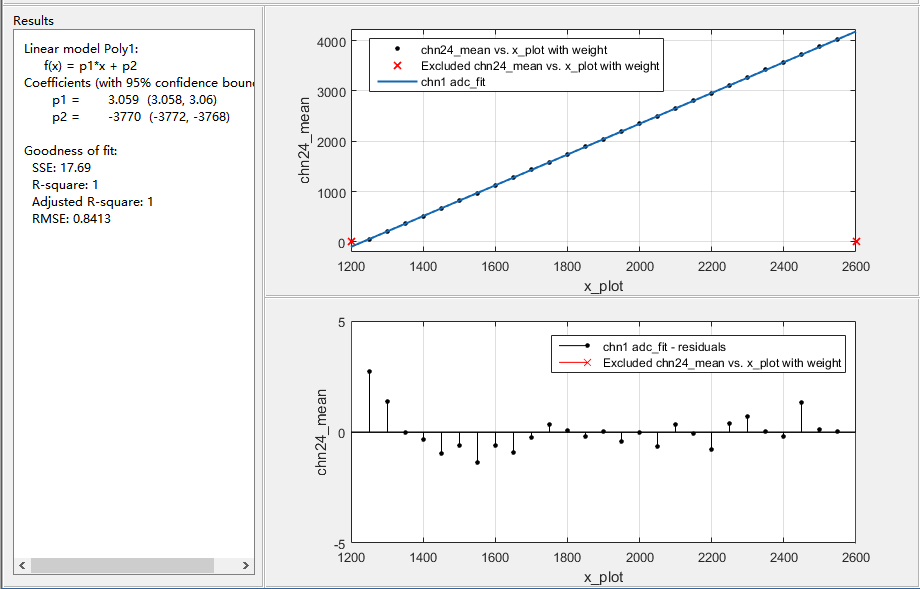 Results
Linear model Poly1:
f(x) = p1*x + p2
Coefficients (with 95% confidence boun
p1 = 3.059 (3.058, 3.06)
p2 = -3770 (-3772, -3768)
Goodness of fit:
SSE: 17.69
R-square: 1
Adjusted R-square: 1
RMSE: 0.8413
chn24_mean vs. x_plot with weight
Excluded chn24_mean vs. x_plot with weight
chn1 adc_fit
4000
3000
2000
1000
0
chn24_mean
1200 1400 1600 1800 2000 2200 2400 2600
x_plot
chn1 adc_fit - residuals
Excluded chn24_mean vs. x_plot with weight
5
0
-5
chn24_mean
1200 1400 1600 1800 2000 2200 2400 2600
x_plot